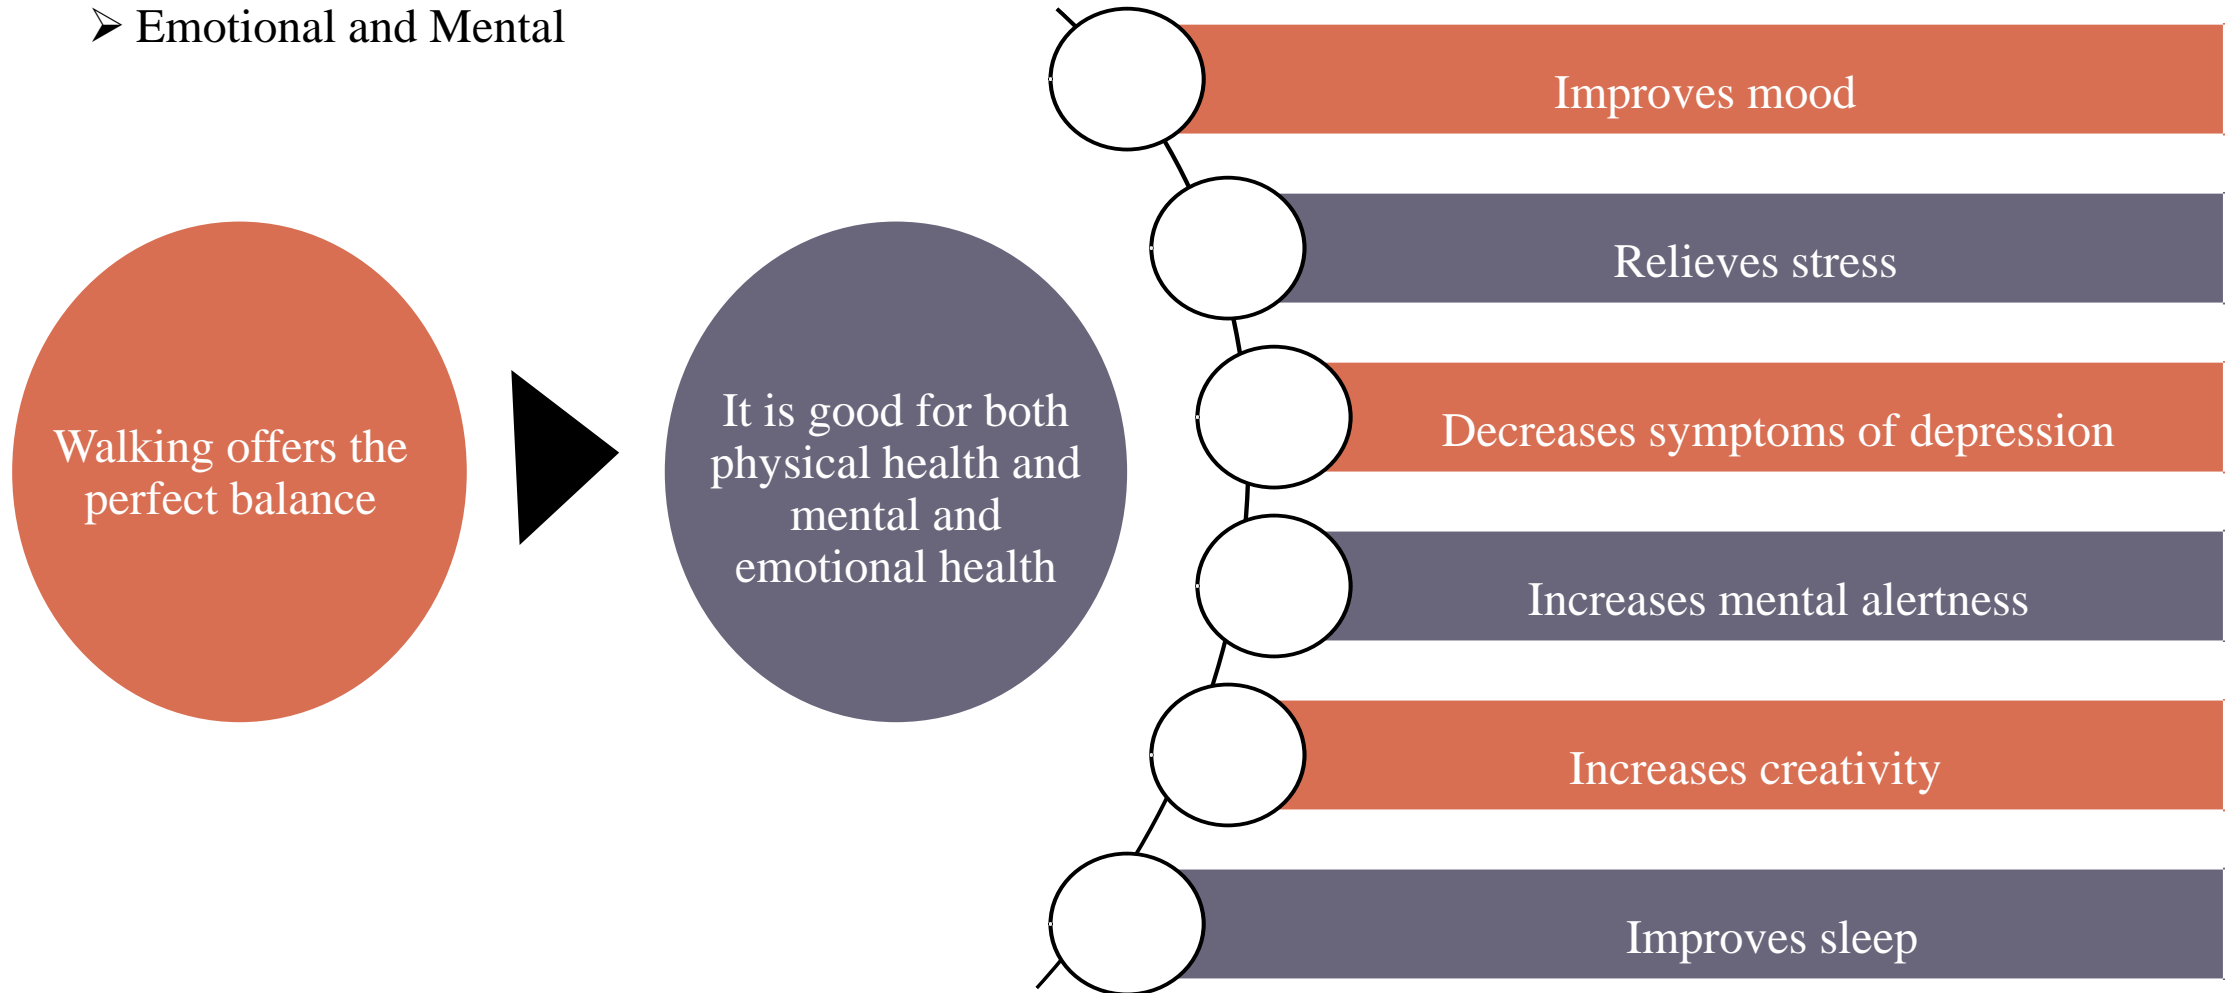 ➢ Emotional and Mental
Walking offers the
perfect balance
It is good for both
physical health and
mental and
emotional health
Improves mood
Relieves stress
Decreases symptoms of depression
Increases mental alertness
Increases creativity
Improves sleep